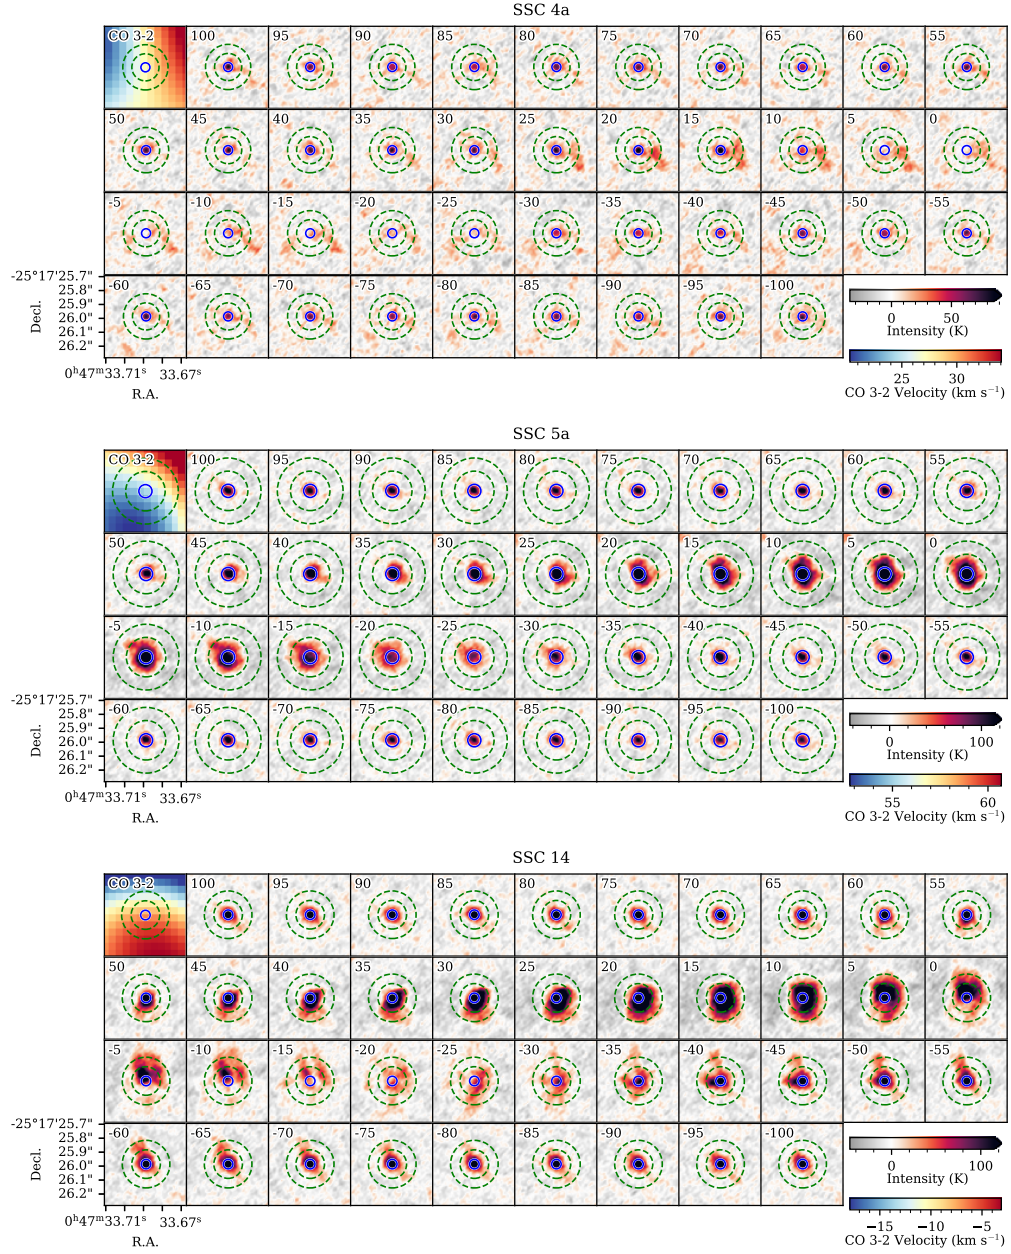 SSC 4a
CO 3-2 100 95 90 85 80 75 70 65 60 55
50 45 40 35 30 25 20 15 10 5 0
-5 -10 -15 -20 -25 -30 -35 -40 -45 -50 -55
-60 -65 -70 -75 -80 -85 -90 -95 -100
-25°17'25.7"
25.8"
25.9"
26.0"
26.1"
26.2"
Decl.
0ʰ47ᵐ33.71ˢ 33.67ˢ
R.A.
0 50
Intensity (K)
25 30
CO 3-2 Velocity (km s⁻¹)
SSC 5a
CO 3-2 100 95 90 85 80 75 70 65 60 55
50 45 40 35 30 25 20 15 10 5 0
-5 -10 -15 -20 -25 -30 -35 -40 -45 -50 -55
-60 -65 -70 -75 -80 -85 -90 -95 -100
-25°17'25.7"
25.8"
25.9"
26.0"
26.1"
26.2"
Decl.
0ʰ47ᵐ33.71ˢ 33.67ˢ
R.A.
0 100
Intensity (K)
55 60
CO 3-2 Velocity (km s⁻¹)
SSC 14
CO 3-2 100 95 90 85 80 75 70 65 60 55
50 45 40 35 30 25 20 15 10 5 0
-5 -10 -15 -20 -25 -30 -35 -40 -45 -50 -55
-60 -65 -70 -75 -80 -85 -90 -95 -100
-25°17'25.7"
25.8"
25.9"
26.0"
26.1"
26.2"
Decl.
0ʰ47ᵐ33.71ˢ 33.67ˢ
R.A.
0 100
Intensity (K)
−15 −10 −5
CO 3-2 Velocity (km s⁻¹)